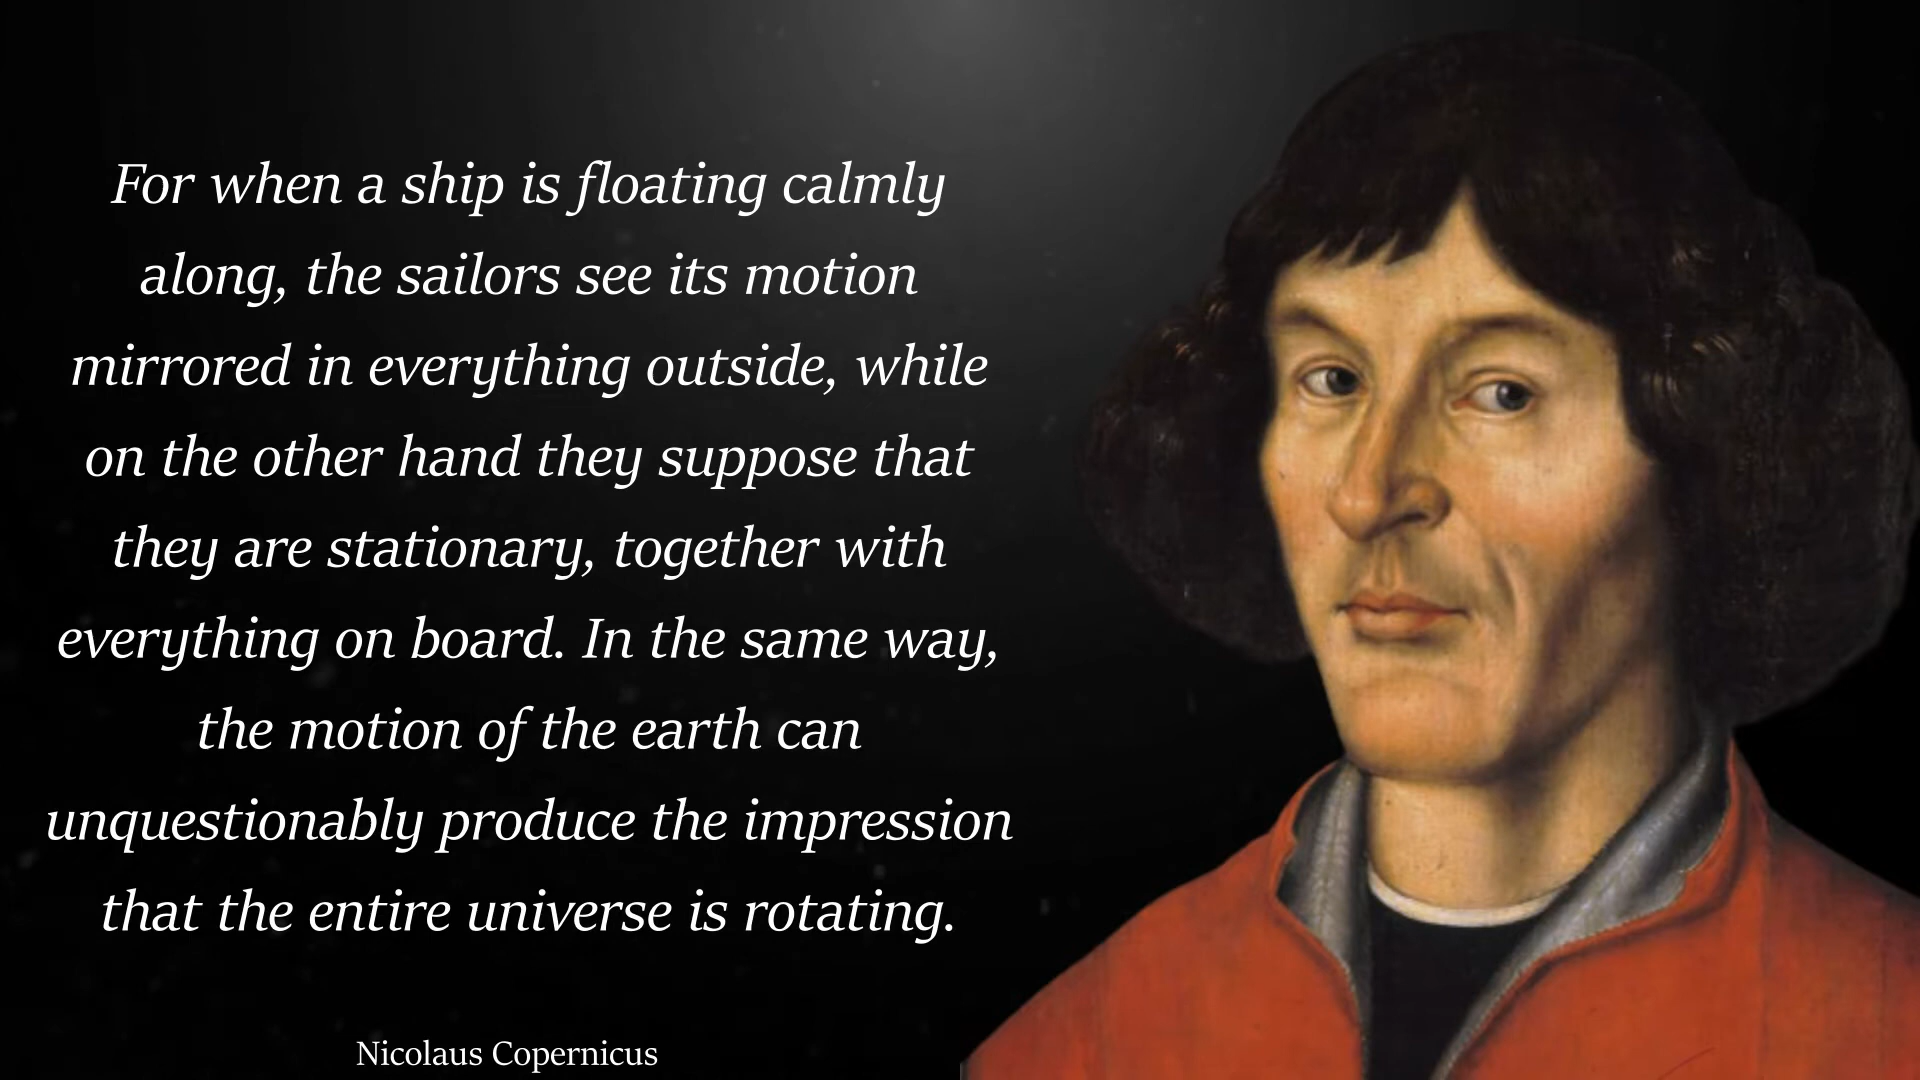 For when a ship is floating calmly
along, the sailors see its motion
mirrored in everything outside, while
on the other hand they suppose that
they are stationary, together with
everything on board. In the same way,
the motion of the earth can
unquestionably produce the impression
that the entire universe is rotating.
Nicolaus Copernicus